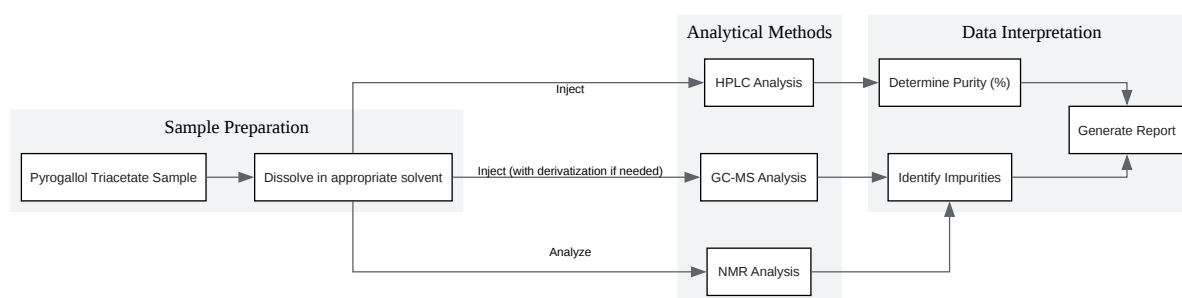 Analytical Methods
Data Interpretation
HPLC Analysis
Determine Purity (%)
Inject
Sample Preparation
Generate Report
Pyrogallol Triacetate Sample
Dissolve in appropriate solvent
Inject (with derivatization if needed)
GC-MS Analysis
Identify Impurities
Analyze
NMR Analysis